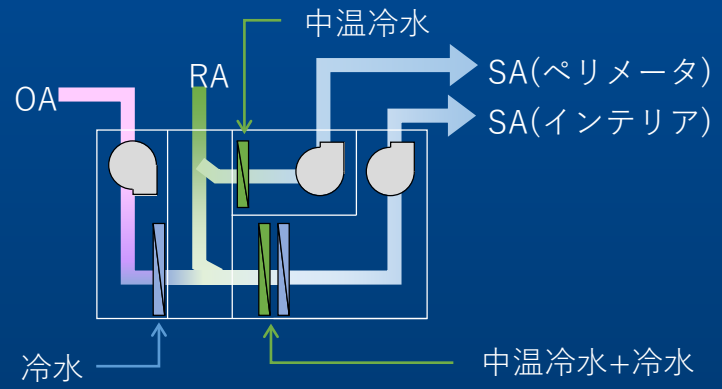 中温冷水
RA
SA(ペリメータ)
OA
SA(インテリア)
冷水
中温冷水+冷水